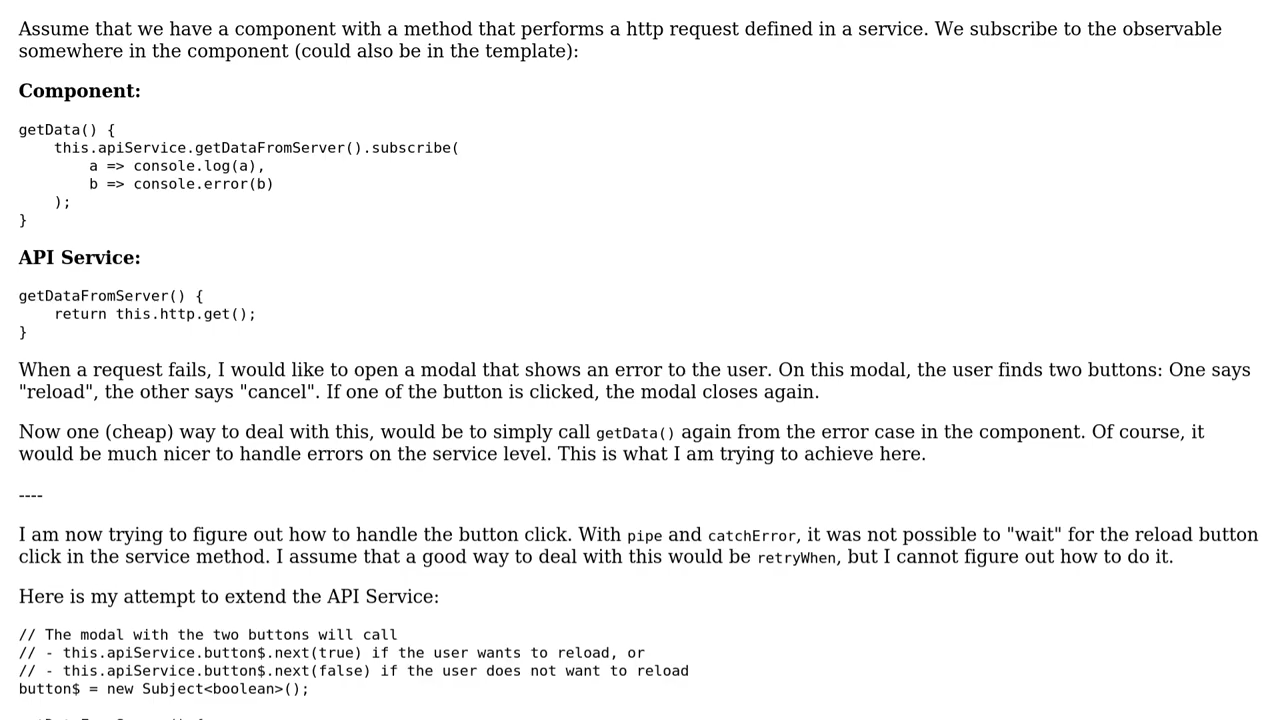 Assume that we have a component with a method that performs a http request defined in a service. We subscribe to the observable
somewhere in the component (could also be in the template):
Component:
getData() {
    this.apiService.getDataFromServer().subscribe(
        a => console.log(a),
        b => console.error(b)
    );
}
API Service:
getDataFromServer() {
    return this.http.get();
}
When a request fails, I would like to open a modal that shows an error to the user. On this modal, the user finds two buttons: One says
"reload", the other says "cancel". If one of the button is clicked, the modal closes again.
Now one (cheap) way to deal with this, would be to simply call getData() again from the error case in the component. Of course, it
would be much nicer to handle errors on the service level. This is what I am trying to achieve here.
----
I am now trying to figure out how to handle the button click. With pipe and catchError, it was not possible to "wait" for the reload button
click in the service method. I assume that a good way to deal with this would be retryWhen, but I cannot figure out how to do it.
Here is my attempt to extend the API Service:
// The modal with the two buttons will call
// - this.apiService.button$.next(true) if the user wants to reload, or
// - this.apiService.button$.next(false) if the user does not want to reload
button$ = new Subject<boolean>();